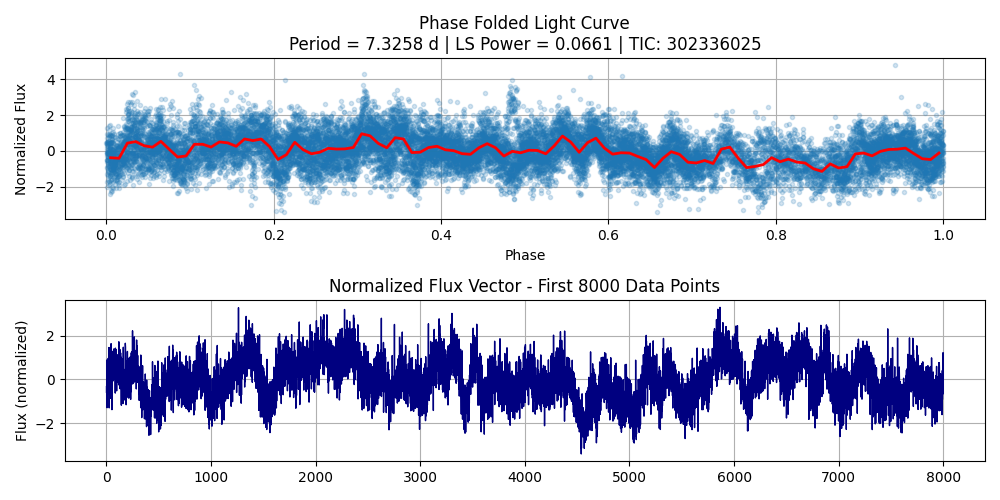 Phase Folded Light Curve
Period = 7.3258 d | LS Power = 0.0661 | TIC: 302336025
Normalized Flux
4
2
0
−2
0.0 0.2 0.4 0.6 0.8 1.0
Phase
Normalized Flux Vector - First 8000 Data Points
Flux (normalized)
2
0
−2
0 1000 2000 3000 4000 5000 6000 7000 8000